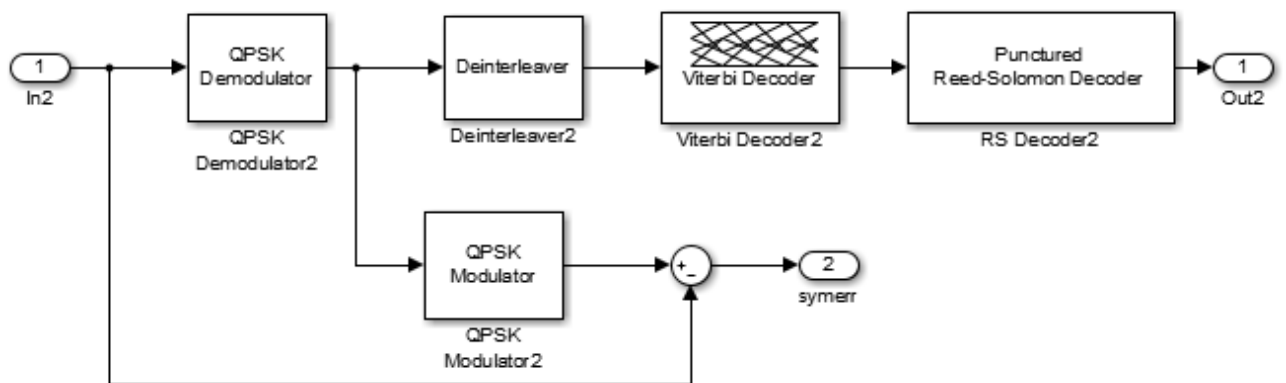 1
In2
QPSK
Demodulator
QPSK
Demodulator2
Deinterleaver
Deinterleaver2
Viterbi Decoder
Viterbi Decoder2
Punctured
Reed-Solomon Decoder
RS Decoder2
1
Out2
QPSK
Modulator
QPSK
Modulator2
+
−
2
symerr